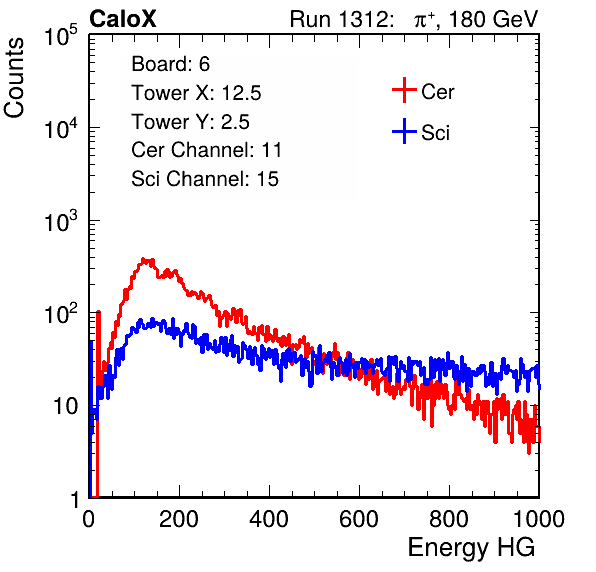 CaloX Run 1312: π⁺, 180 GeV
Board: 6
Tower X: 12.5
Tower Y: 2.5
Cer Channel: 11
Sci Channel: 15
Cer
Sci
Counts
10⁵
10⁴
10³
10²
10
1
0 200 400 600 800 1000
Energy HG